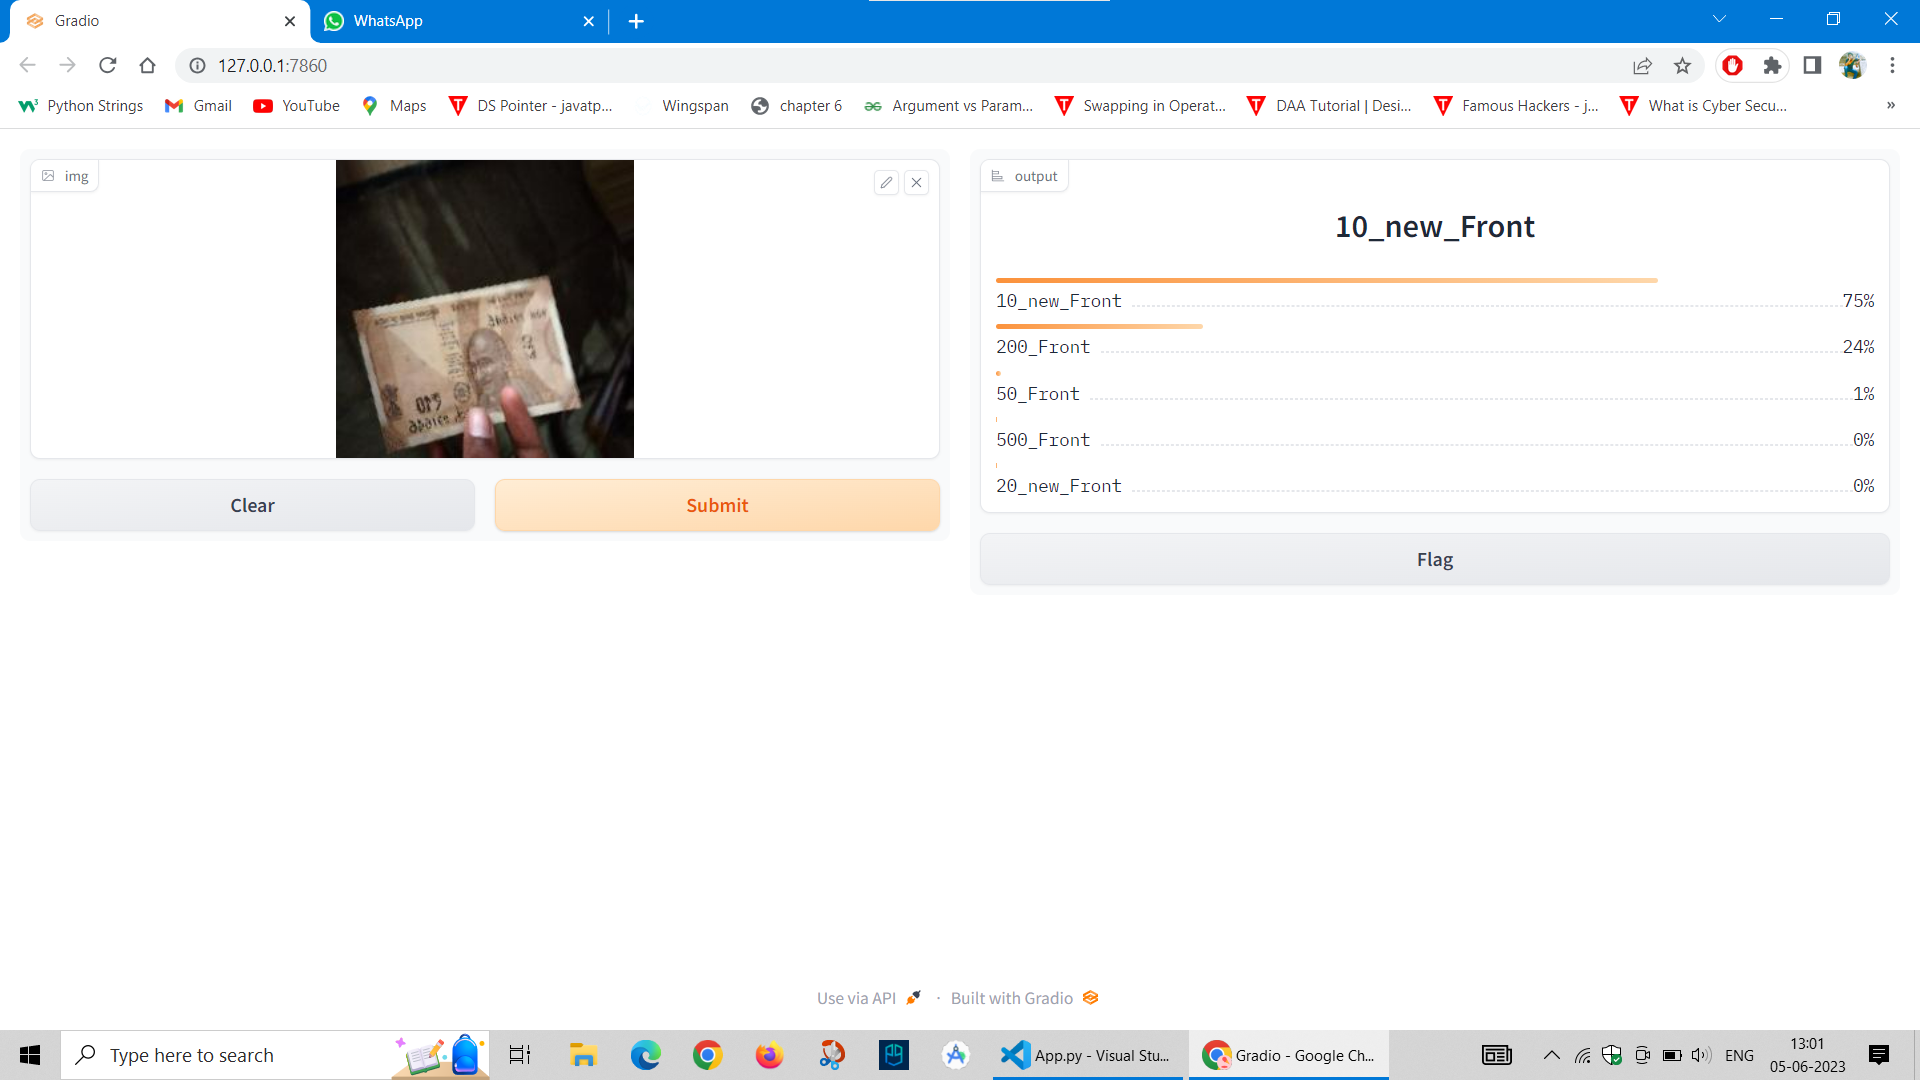 Gradio
WhatsApp
127.0.0.1:7860
Python Strings
Gmail
YouTube
Maps
DS Pointer - javatp...
Wingspan
chapter 6
Argument vs Param...
Swapping in Operat...
DAA Tutorial | Desi...
Famous Hackers - j...
What is Cyber Secu...
»
img
Clear
Submit
output
10_new_Front
10_new_Front 75%
200_Front 24%
50_Front 1%
500_Front 0%
20_new_Front 0%
Flag
Use via API · Built with Gradio
Type here to search
App.py - Visual Stu...
Gradio - Google Ch...
ENG
13:01
05-06-2023